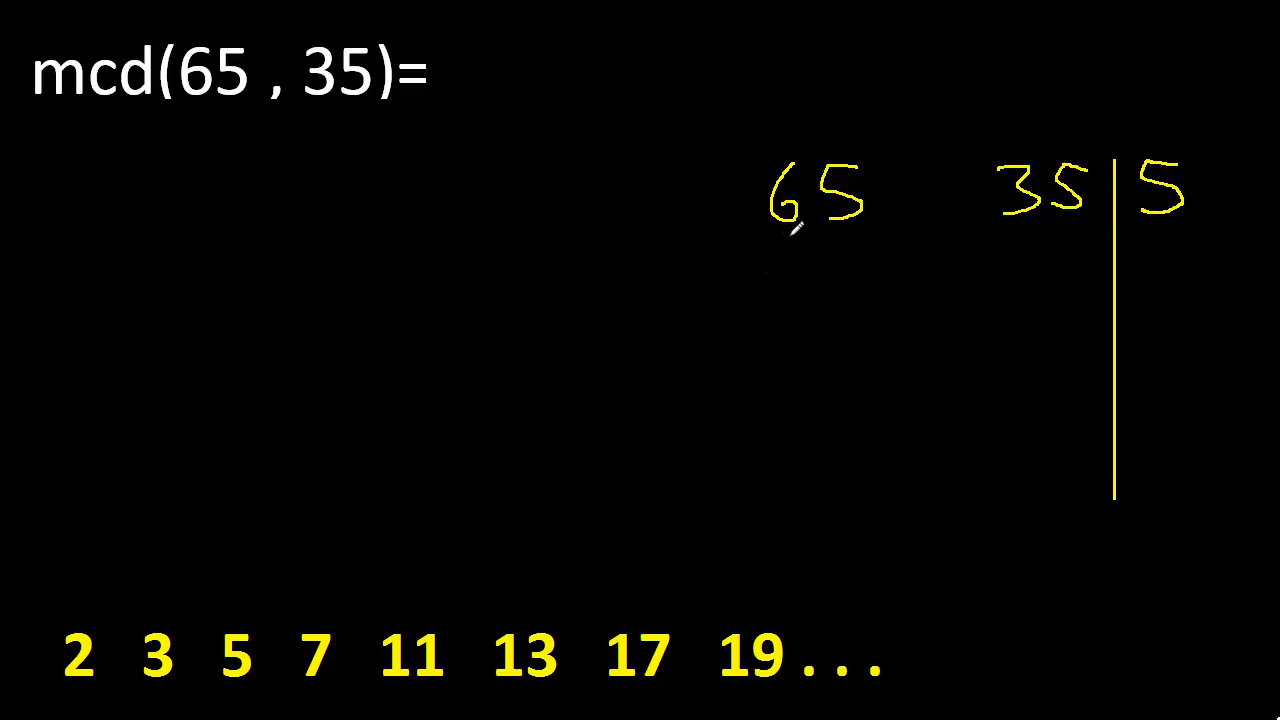 mcd(65 , 35)=
65 35 5
2 3 5 7 11 13 17 19 . . .